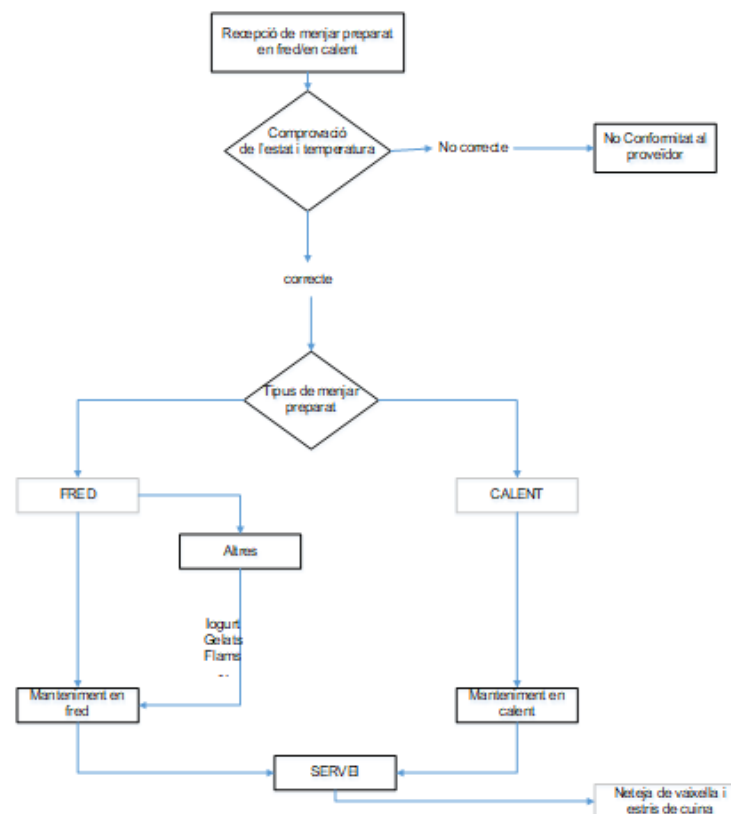 Recepció de menjar preparat
en fred/en calent
Comprovació
de l'estat i temperatura
No correcte
No Conformitat al
proveïdor
correcte
Tipus de menjar
preparat
FRED
CALENT
Altres
Iogurt
Gelats
Flams
...
Manteniment en
fred
Manteniment en
calent
SERVEI
Neteja de vaixella i
estris de cuina